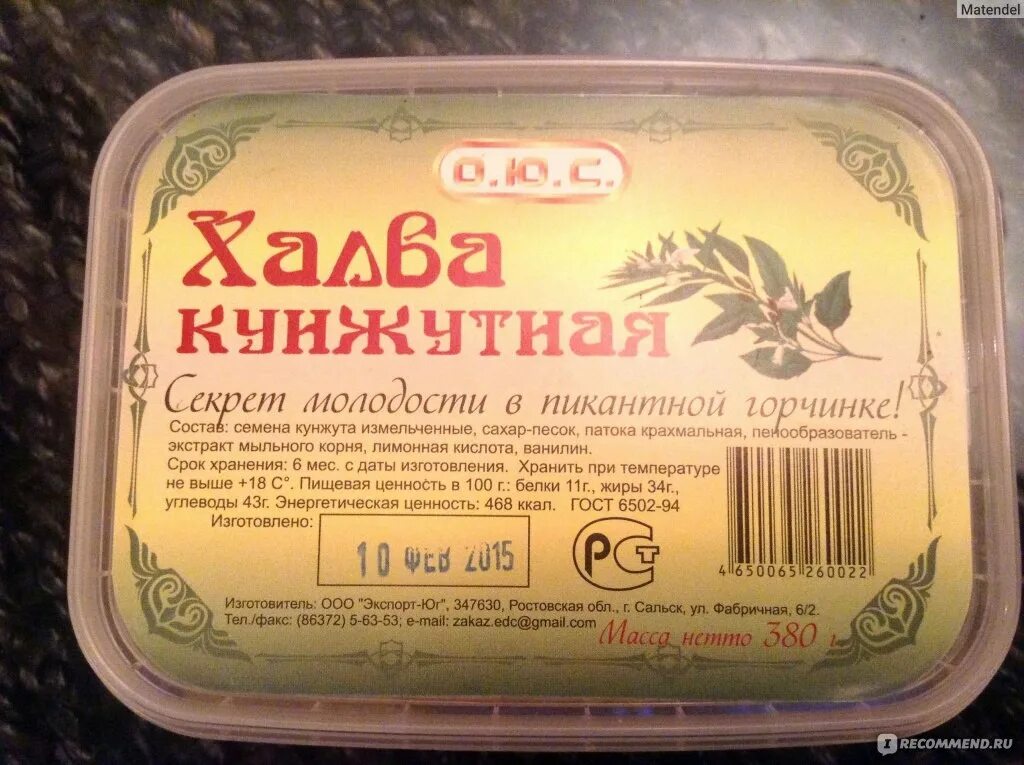 Matendel
О.Ю.С.
Халва
кунжутная
Секрет молодости в пикантной горчинке!
Состав: семена кунжута измельченные, сахар-песок, патока крахмальная, пенообразователь -
экстракт мыльного корня, лимонная кислота, ванилин.
Срок хранения: 6 мес. с даты изготовления. Хранить при температуре
не выше +18 С°. Пищевая ценность в 100 г.: белки 11г., жиры 34г.,
углеводы 43г. Энергетическая ценность: 468 ккал. ГОСТ 6502-94
Изготовлено:
10 ФЕВ 2015
РСТ
4 650065 260022
Изготовитель: ООО "Экспорт-Юг", 347630, Ростовская обл., г. Сальск, ул. Фабричная, 6/2.
Тел./факс: (86372) 5-63-53; e-mail: zakaz.edc@gmail.com
Масса нетто 380 г.
IRECOMMEND.RU